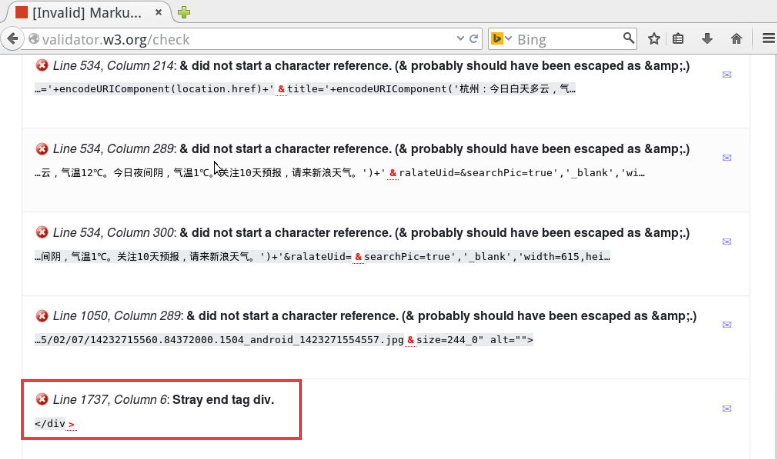 [Invalid] Marku...
validator.w3.org/check
Bing
Line 534, Column 214: & did not start a character reference. (& probably should have been escaped as &amp;.)
…='+encodeURIComponent(location.href)+'&title='+encodeURIComponent('杭州：今日白天多云，气…
Line 534, Column 289: & did not start a character reference. (& probably should have been escaped as &amp;.)
…云，气温12℃。今日夜间阴，气温1℃。关注10天预报，请来新浪天气。')+'&ralateUid=&searchPic=true','_blank','wi…
Line 534, Column 300: & did not start a character reference. (& probably should have been escaped as &amp;.)
…间阴，气温1℃。关注10天预报，请来新浪天气。')+'&ralateUid=&searchPic=true','_blank','width=615,hei…
Line 1050, Column 289: & did not start a character reference. (& probably should have been escaped as &amp;.)
…5/02/07/14232715560.84372000.1504_android_1423271554557.jpg&size=244_0" alt="">
Line 1737, Column 6: Stray end tag div.
</div>